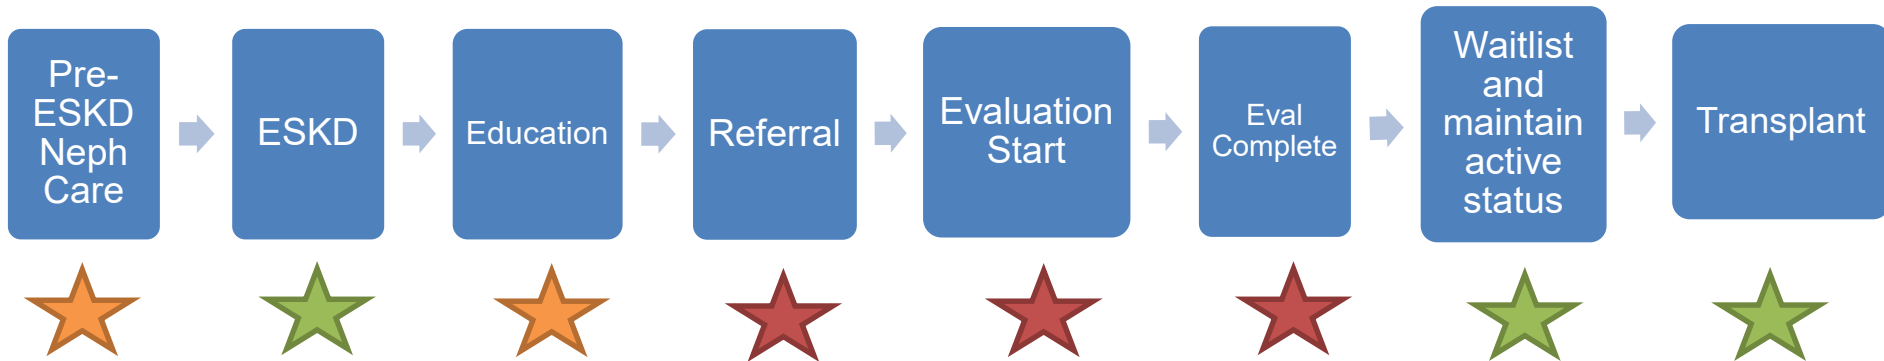 Pre-
ESKD
Neph
Care
ESKD
Education
Referral
Evaluation
Start
Eval
Complete
Waitlist
and
maintain
active
status
Transplant